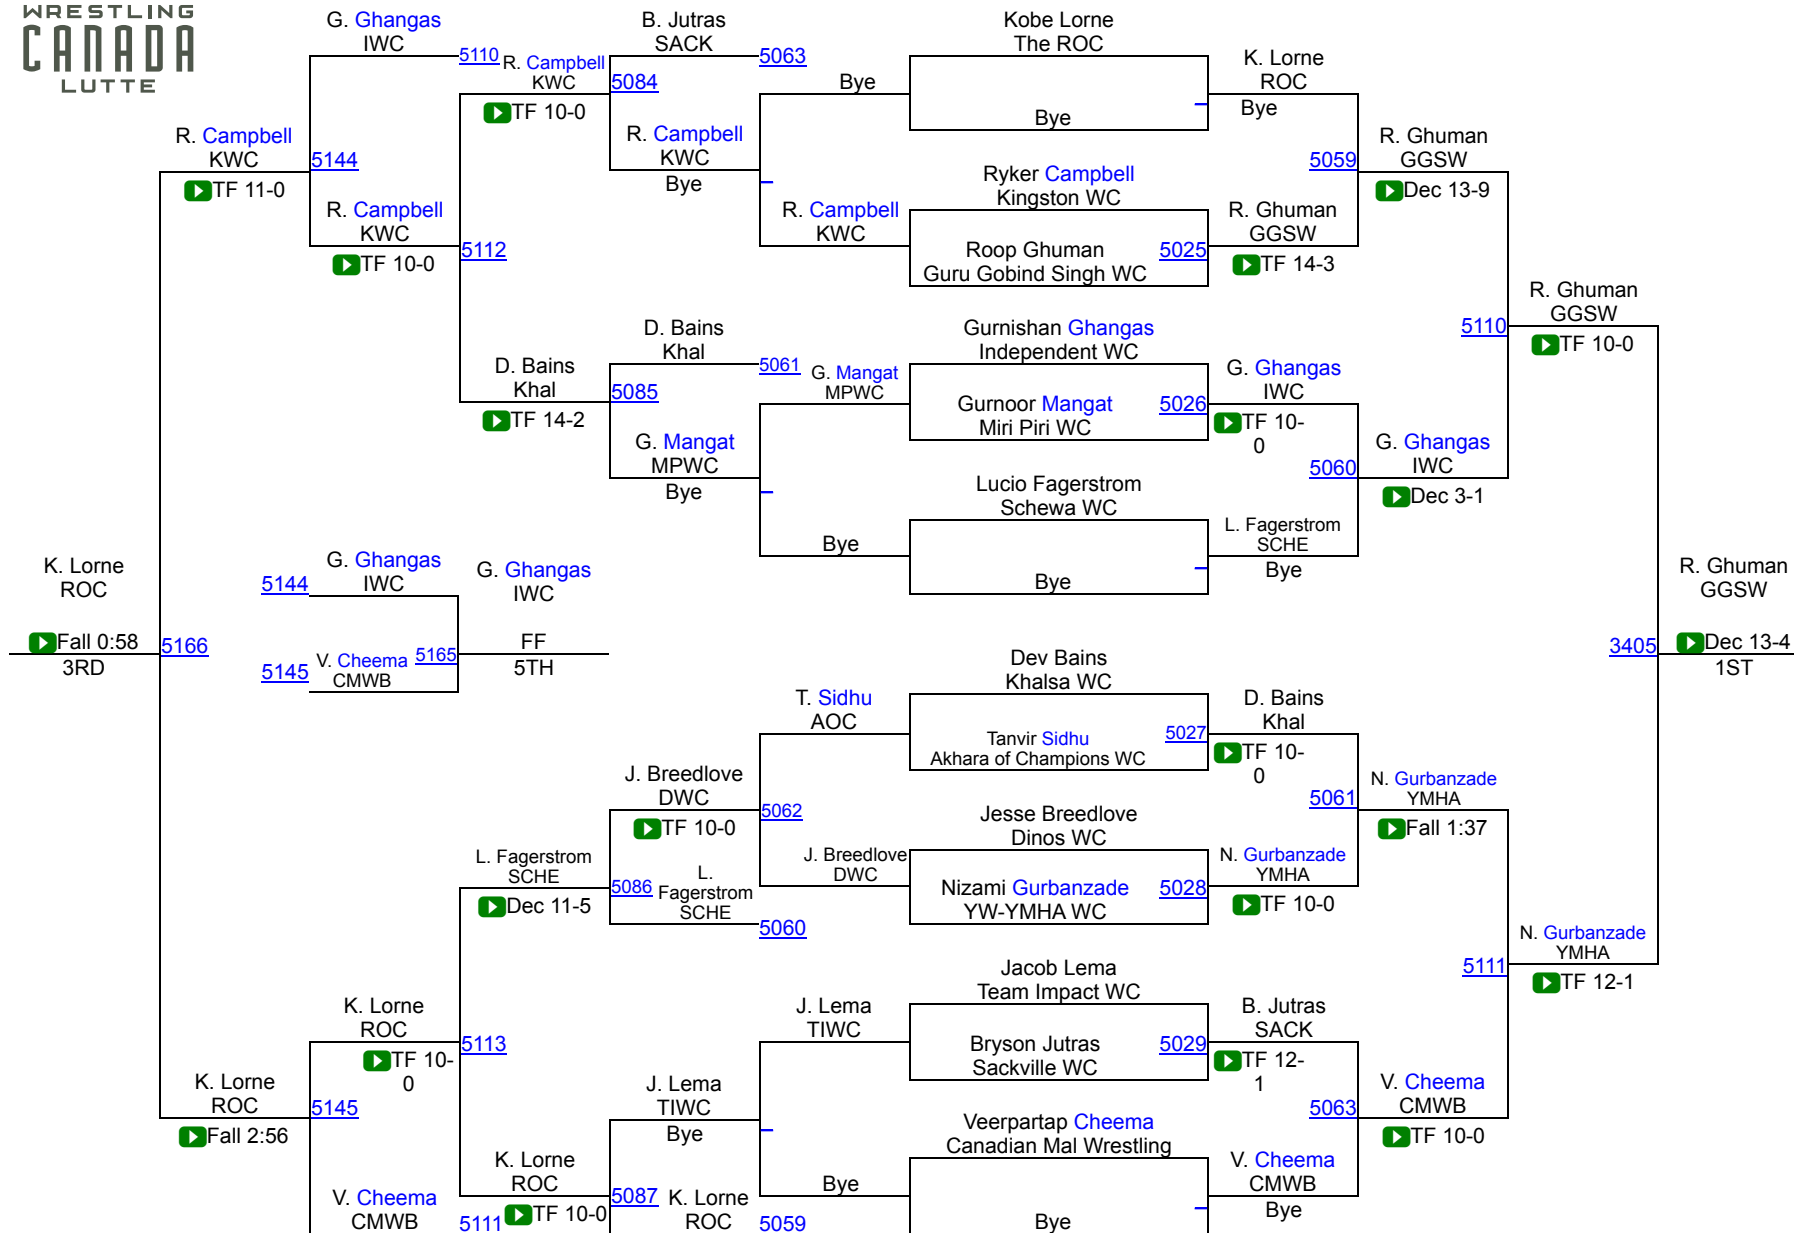 WRESTLING
CANADA
LUTTE
G. Ghangas
IWC
5110
R. Campbell
KWC
TF 10-0
B. Jutras
SACK
5063
5084
R. Campbell
KWC
Bye
Bye
Kobe Lorne
The ROC
Bye
K. Lorne
ROC
Bye
R. Campbell
KWC
TF 11-0
5144
R. Campbell
KWC
TF 10-0
5112
R. Campbell
KWC
Ryker Campbell
Kingston WC
Roop Ghuman
Guru Gobind Singh WC
5025
R. Ghuman
GGSW
TF 14-3
5059
R. Ghuman
GGSW
Dec 13-9
D. Bains
Khal
TF 14-2
D. Bains
Khal
5061
5085
G. Mangat
MPWC
Bye
G. Mangat
MPWC
Gurnishan Ghangas
Independent WC
Gurnoor Mangat
Miri Piri WC
5026
G. Ghangas
IWC
TF 10-
0
5110
R. Ghuman
GGSW
TF 10-0
5060
G. Ghangas
IWC
Dec 3-1
Bye
Lucio Fagerstrom
Schewa WC
Bye
L. Fagerstrom
SCHE
Bye
K. Lorne
ROC
Fall 0:58
3RD
5166
5144
G. Ghangas
IWC
5145
V. Cheema
CMWB
5165
G. Ghangas
IWC
FF
5TH
3405
R. Ghuman
GGSW
Dec 13-4
1ST
T. Sidhu
AOC
Dev Bains
Khalsa WC
Tanvir Sidhu
Akhara of Champions WC
5027
D. Bains
Khal
TF 10-
0
J. Breedlove
DWC
TF 10-0
5062
J. Breedlove
DWC
Jesse Breedlove
Dinos WC
Nizami Gurbanzade
YW-YMHA WC
5028
N. Gurbanzade
YMHA
TF 10-0
5061
N. Gurbanzade
YMHA
Fall 1:37
L. Fagerstrom
SCHE
Dec 11-5
5086
L.
Fagerstrom
SCHE
5060
5111
N. Gurbanzade
YMHA
TF 12-1
K. Lorne
ROC
TF 10-
0
5113
J. Lema
TIWC
Jacob Lema
Team Impact WC
Bryson Jutras
Sackville WC
5029
B. Jutras
SACK
TF 12-
1
K. Lorne
ROC
Fall 2:56
5145
J. Lema
TIWC
Bye
Bye
Veerpartap Cheema
Canadian Mal Wrestling
Bye
V. Cheema
CMWB
Bye
5063
V. Cheema
CMWB
TF 10-0
V. Cheema
CMWB
5111
K. Lorne
ROC
TF 10-0
5087
K. Lorne
ROC
5059